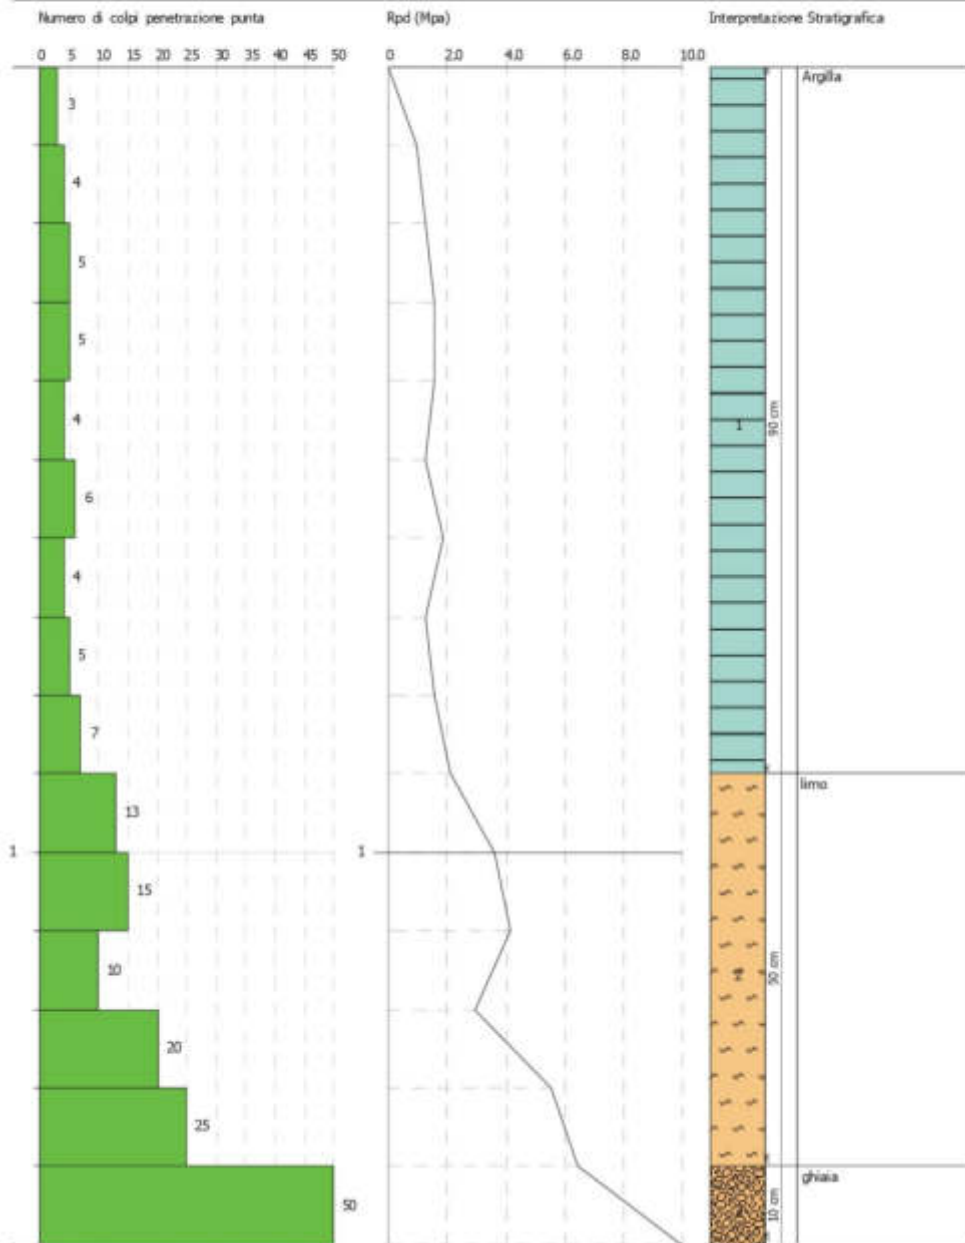 Numero di colpi penetrazione punta
Rpd (Mpa)
Interpretazione Stratigrafica
0 5 10 15 20 25 30 35 40 45 50
0 2.0 4.0 6.0 8.0 10.0
Argilla
3
4
5
5
4
1
90 cm
6
4
5
7
limo
13
1
1
15
10
2
50 cm
20
25
ghiaia
50
10 cm